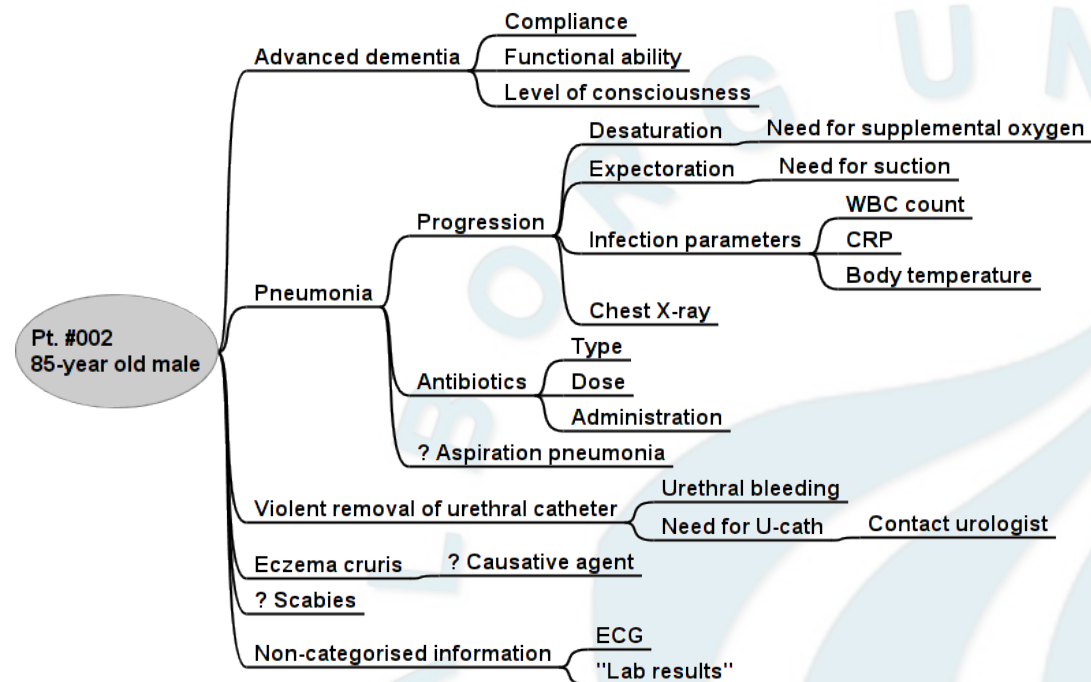 Compliance
Advanced dementia
Functional ability
Level of consciousness
Desaturation
Need for supplemental oxygen
Expectoration
Need for suction
WBC count
Progression
Infection parameters
CRP
Body temperature
Pneumonia
Chest X-ray
Pt. #002
85-year old male
Type
Antibiotics
Dose
Administration
? Aspiration pneumonia
Urethral bleeding
Violent removal of urethral catheter
Need for U-cath
Contact urologist
Eczema cruris
? Causative agent
? Scabies
ECG
Non-categorised information
"Lab results"
L B O R G U N